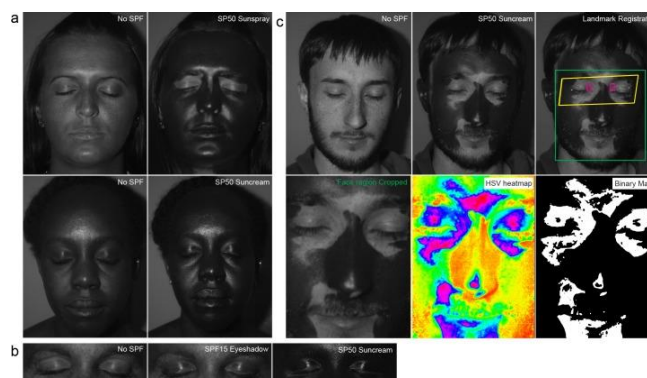 a
No SPF
SP50 Sunspray
c
No SPF
SP50 Suncream
Landmark Registrat
No SPF
SP50 Suncream
Face region Cropped
HSV heatmap
Binary Ma
b
No SPF
SPF15 Eyeshadow
SP50 Suncream